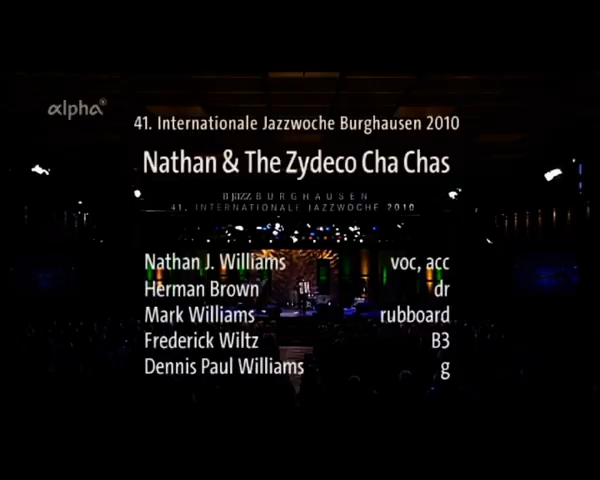 alpha
41. Internationale Jazzwoche Burghausen 2010
Nathan & The Zydeco Cha Chas
B'JAZZ BURGHAUSEN
41. INTERNATIONALE JAZZWOCHE 2010
Nathan J. Williams voc, acc
Herman Brown dr
Mark Williams rubboard
Frederick Wiltz B3
Dennis Paul Williams g